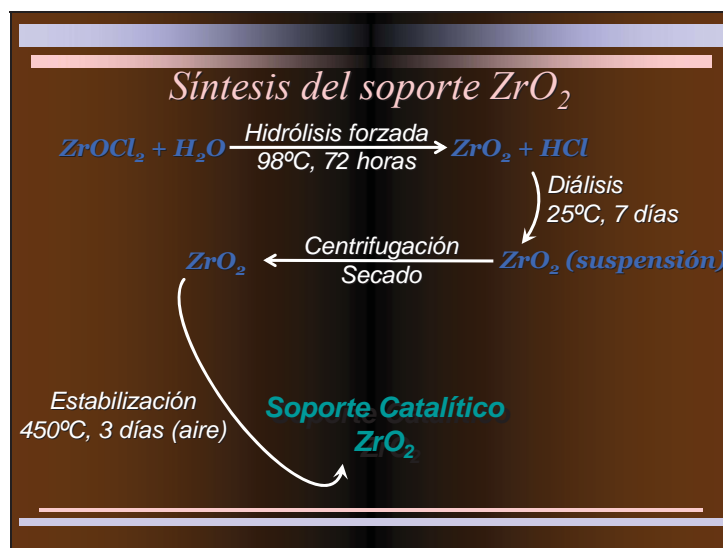 Síntesis del soporte ZrO₂
ZrOCl₂ + H₂O
Hidrólisis forzada
98ºC, 72 horas
ZrO₂ + HCl
Diálisis
25ºC, 7 días
ZrO₂
Centrifugación
Secado
ZrO₂ (suspensión)
Estabilización
450ºC, 3 días (aire)
Soporte Catalítico
ZrO₂